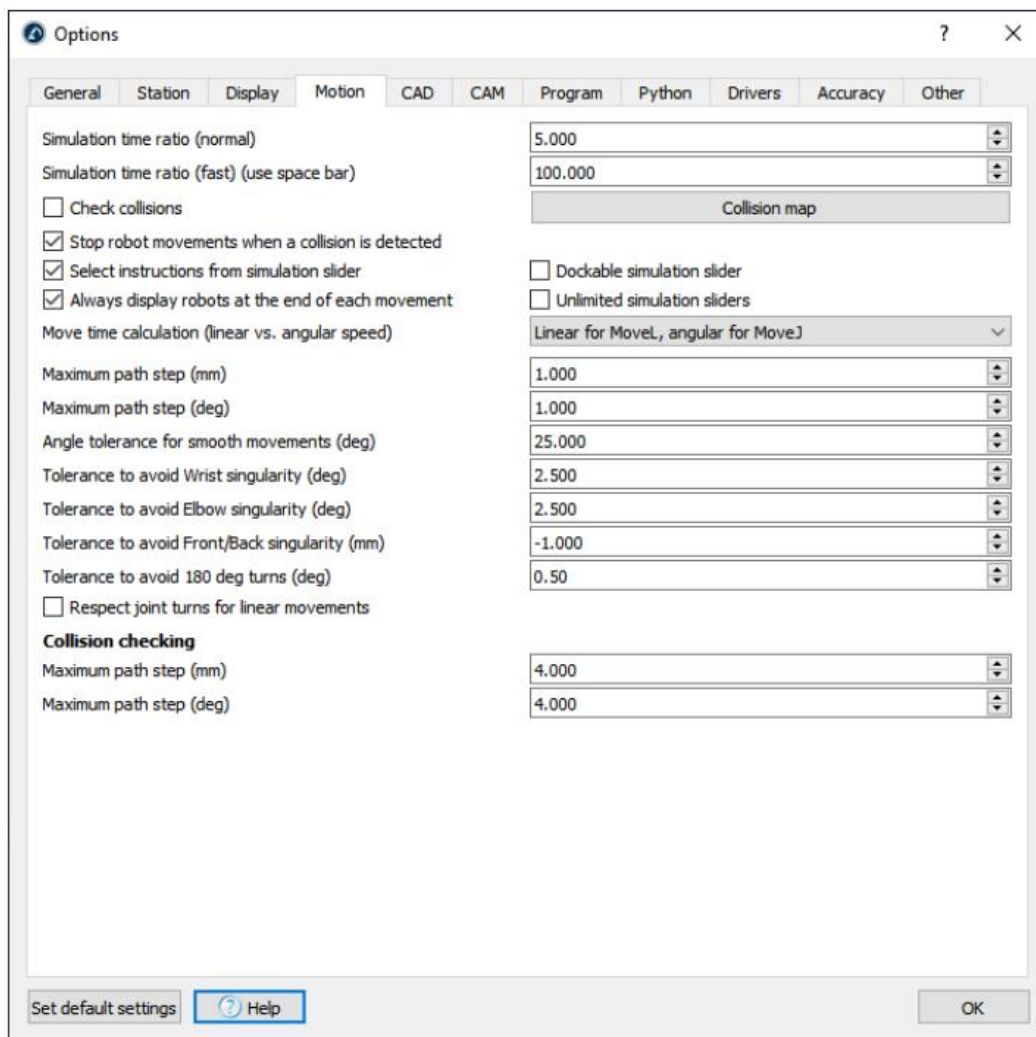 Options
General Station Display Motion CAD CAM Program Python Drivers Accuracy Other
Simulation time ratio (normal) 5.000
Simulation time ratio (fast) (use space bar) 100.000
Check collisions Collision map
Stop robot movements when a collision is detected
Select instructions from simulation slider Dockable simulation slider
Always display robots at the end of each movement Unlimited simulation sliders
Move time calculation (linear vs. angular speed) Linear for MoveL, angular for MoveJ
Maximum path step (mm) 1.000
Maximum path step (deg) 1.000
Angle tolerance for smooth movements (deg) 25.000
Tolerance to avoid Wrist singularity (deg) 2.500
Tolerance to avoid Elbow singularity (deg) 2.500
Tolerance to avoid Front/Back singularity (mm) -1.000
Tolerance to avoid 180 deg turns (deg) 0.50
Respect joint turns for linear movements
Collision checking
Maximum path step (mm) 4.000
Maximum path step (deg) 4.000
Set default settings ? Help OK